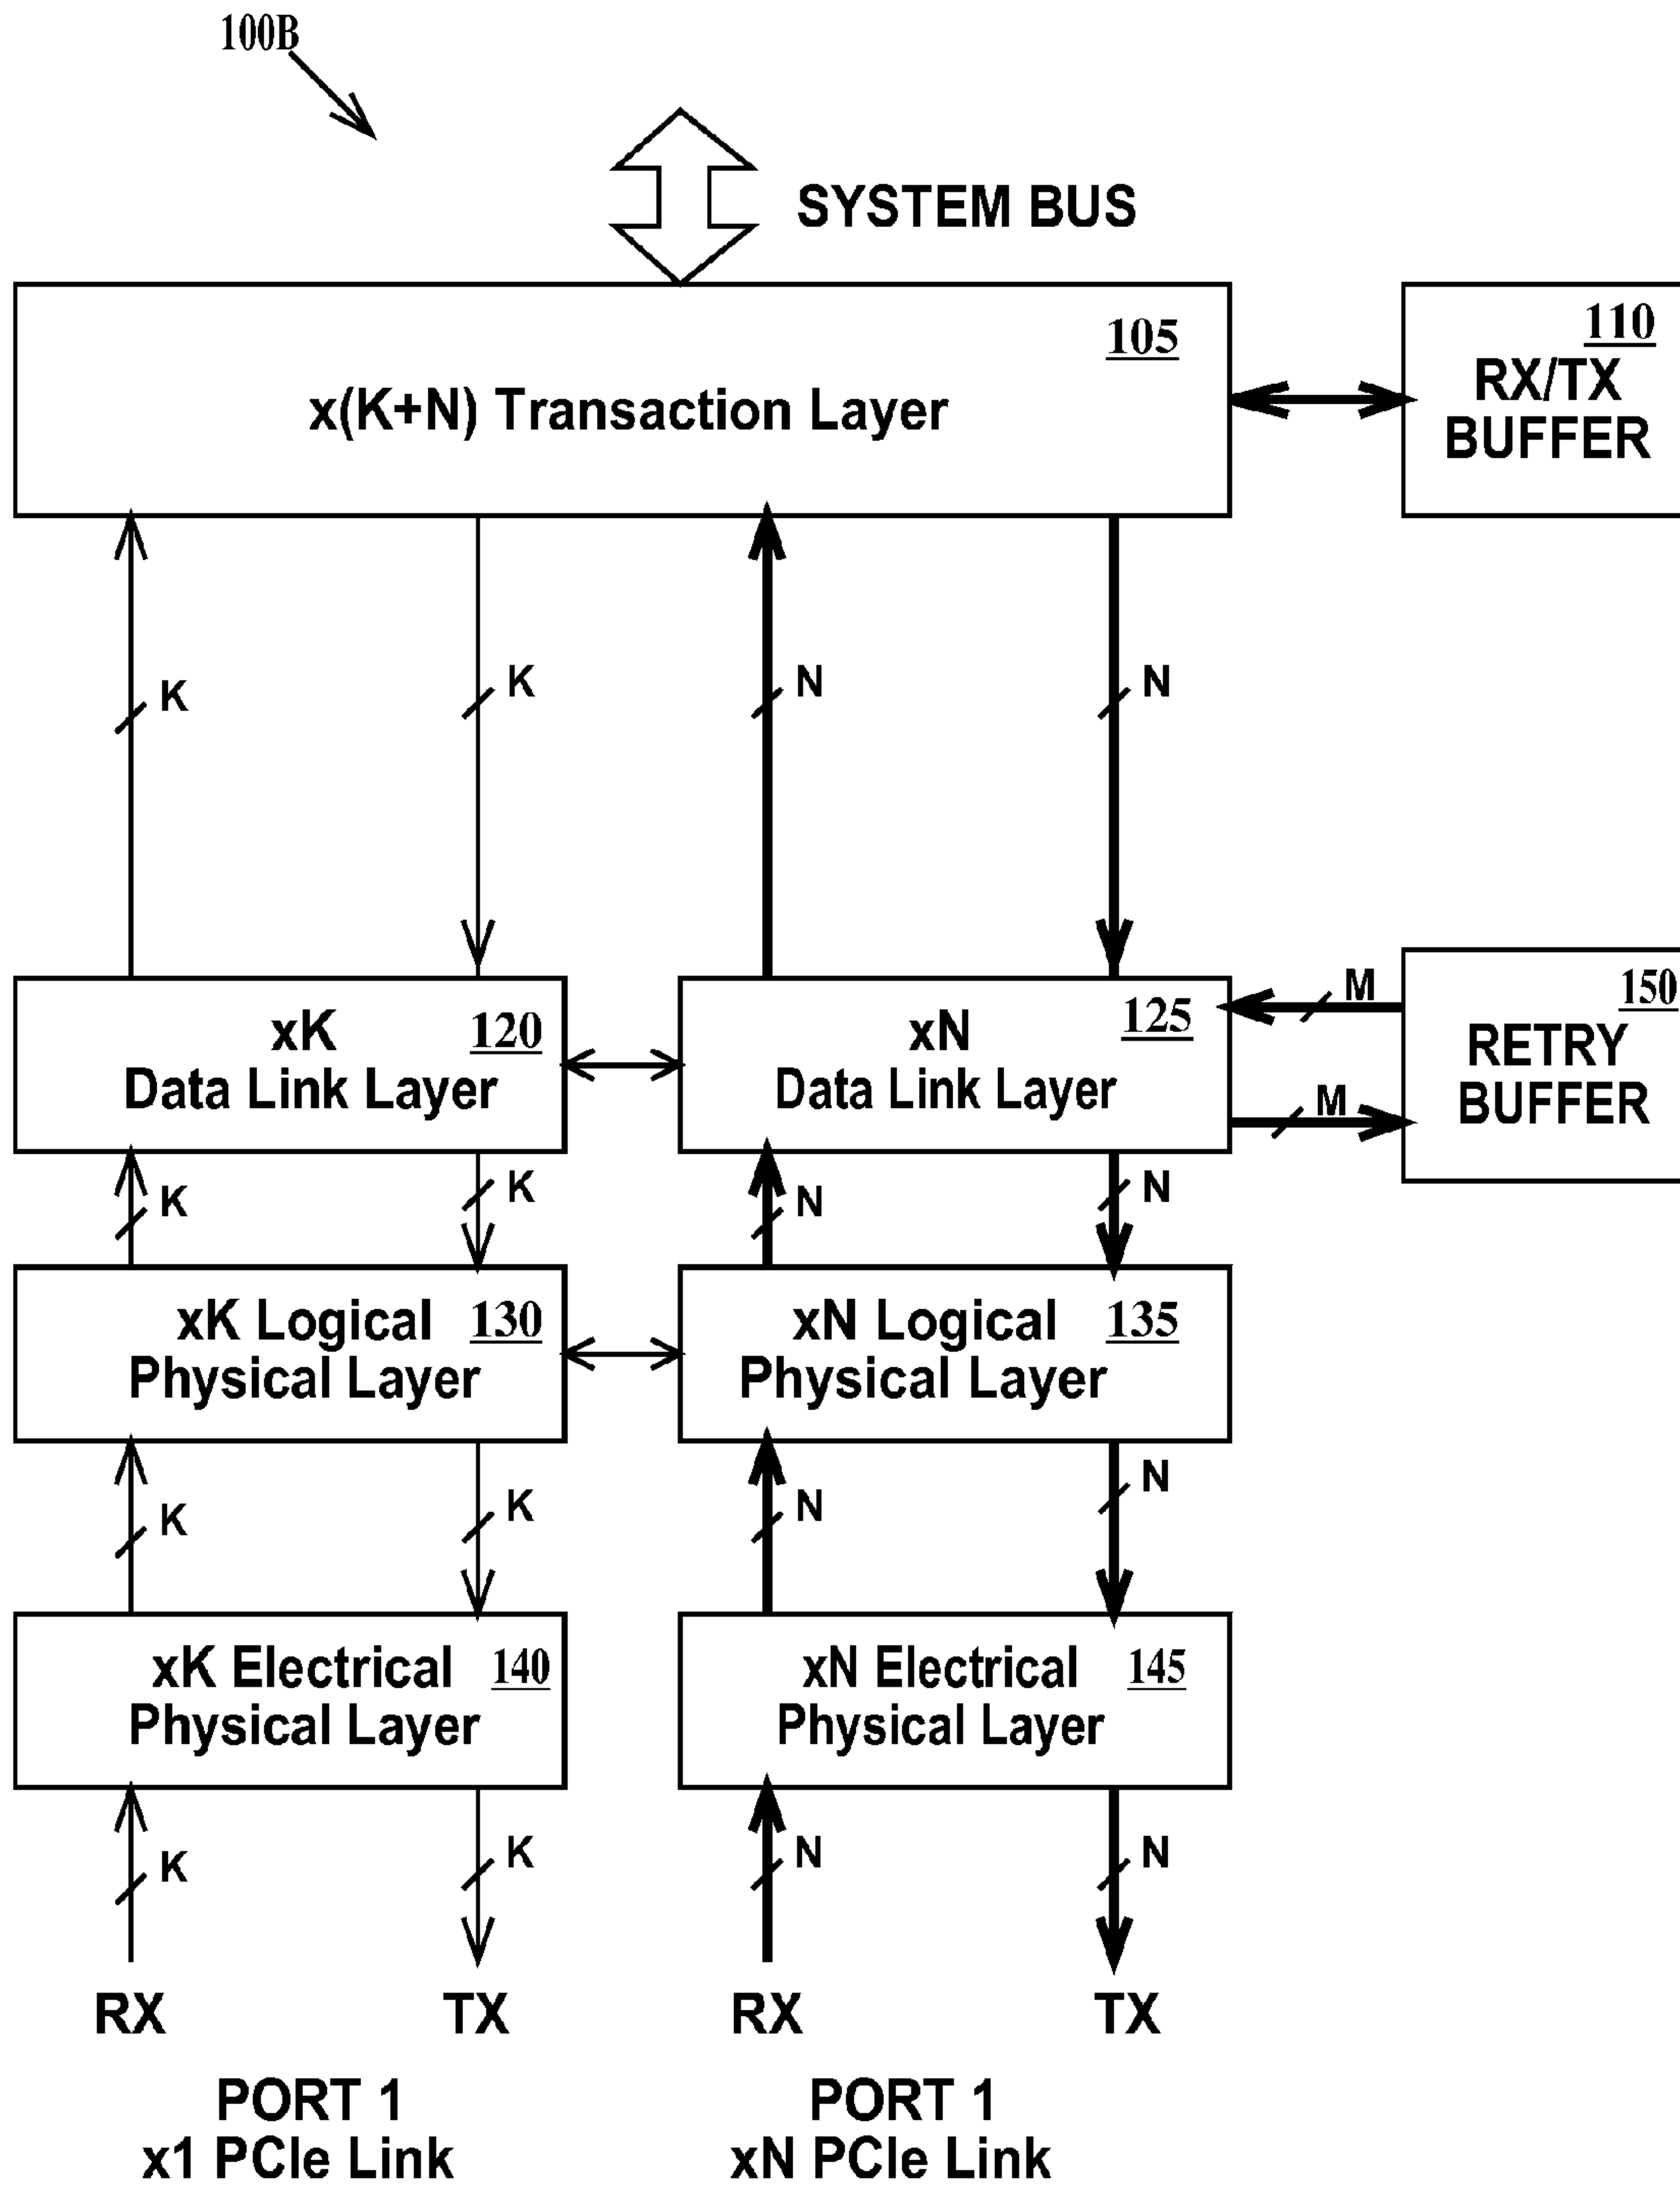 100B
SYSTEM BUS
105
x(K+N) Transaction Layer
110
RX/TX
BUFFER
K
K
N
N
xK
120
Data Link Layer
xN
125
Data Link Layer
M
M
150
RETRY
BUFFER
K
K
N
N
xK Logical
130
Physical Layer
xN Logical
135
Physical Layer
K
K
N
N
xK Electrical
140
Physical Layer
xN Electrical
145
Physical Layer
K
K
N
N
RX
TX
RX
TX
PORT 1
x1 PCIe Link
PORT 1
xN PCIe Link